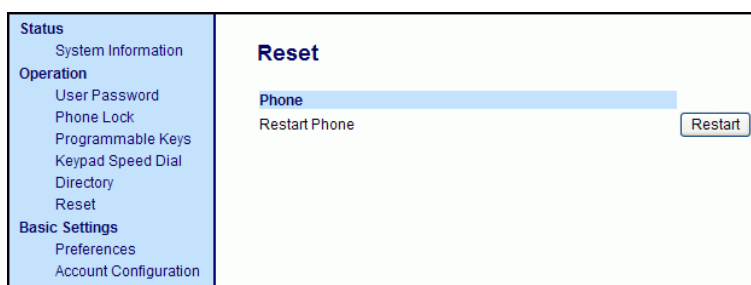 Status
System Information
Operation
User Password
Phone Lock
Programmable Keys
Keypad Speed Dial
Directory
Reset
Basic Settings
Preferences
Account Configuration
Reset
Phone
Restart Phone
Restart